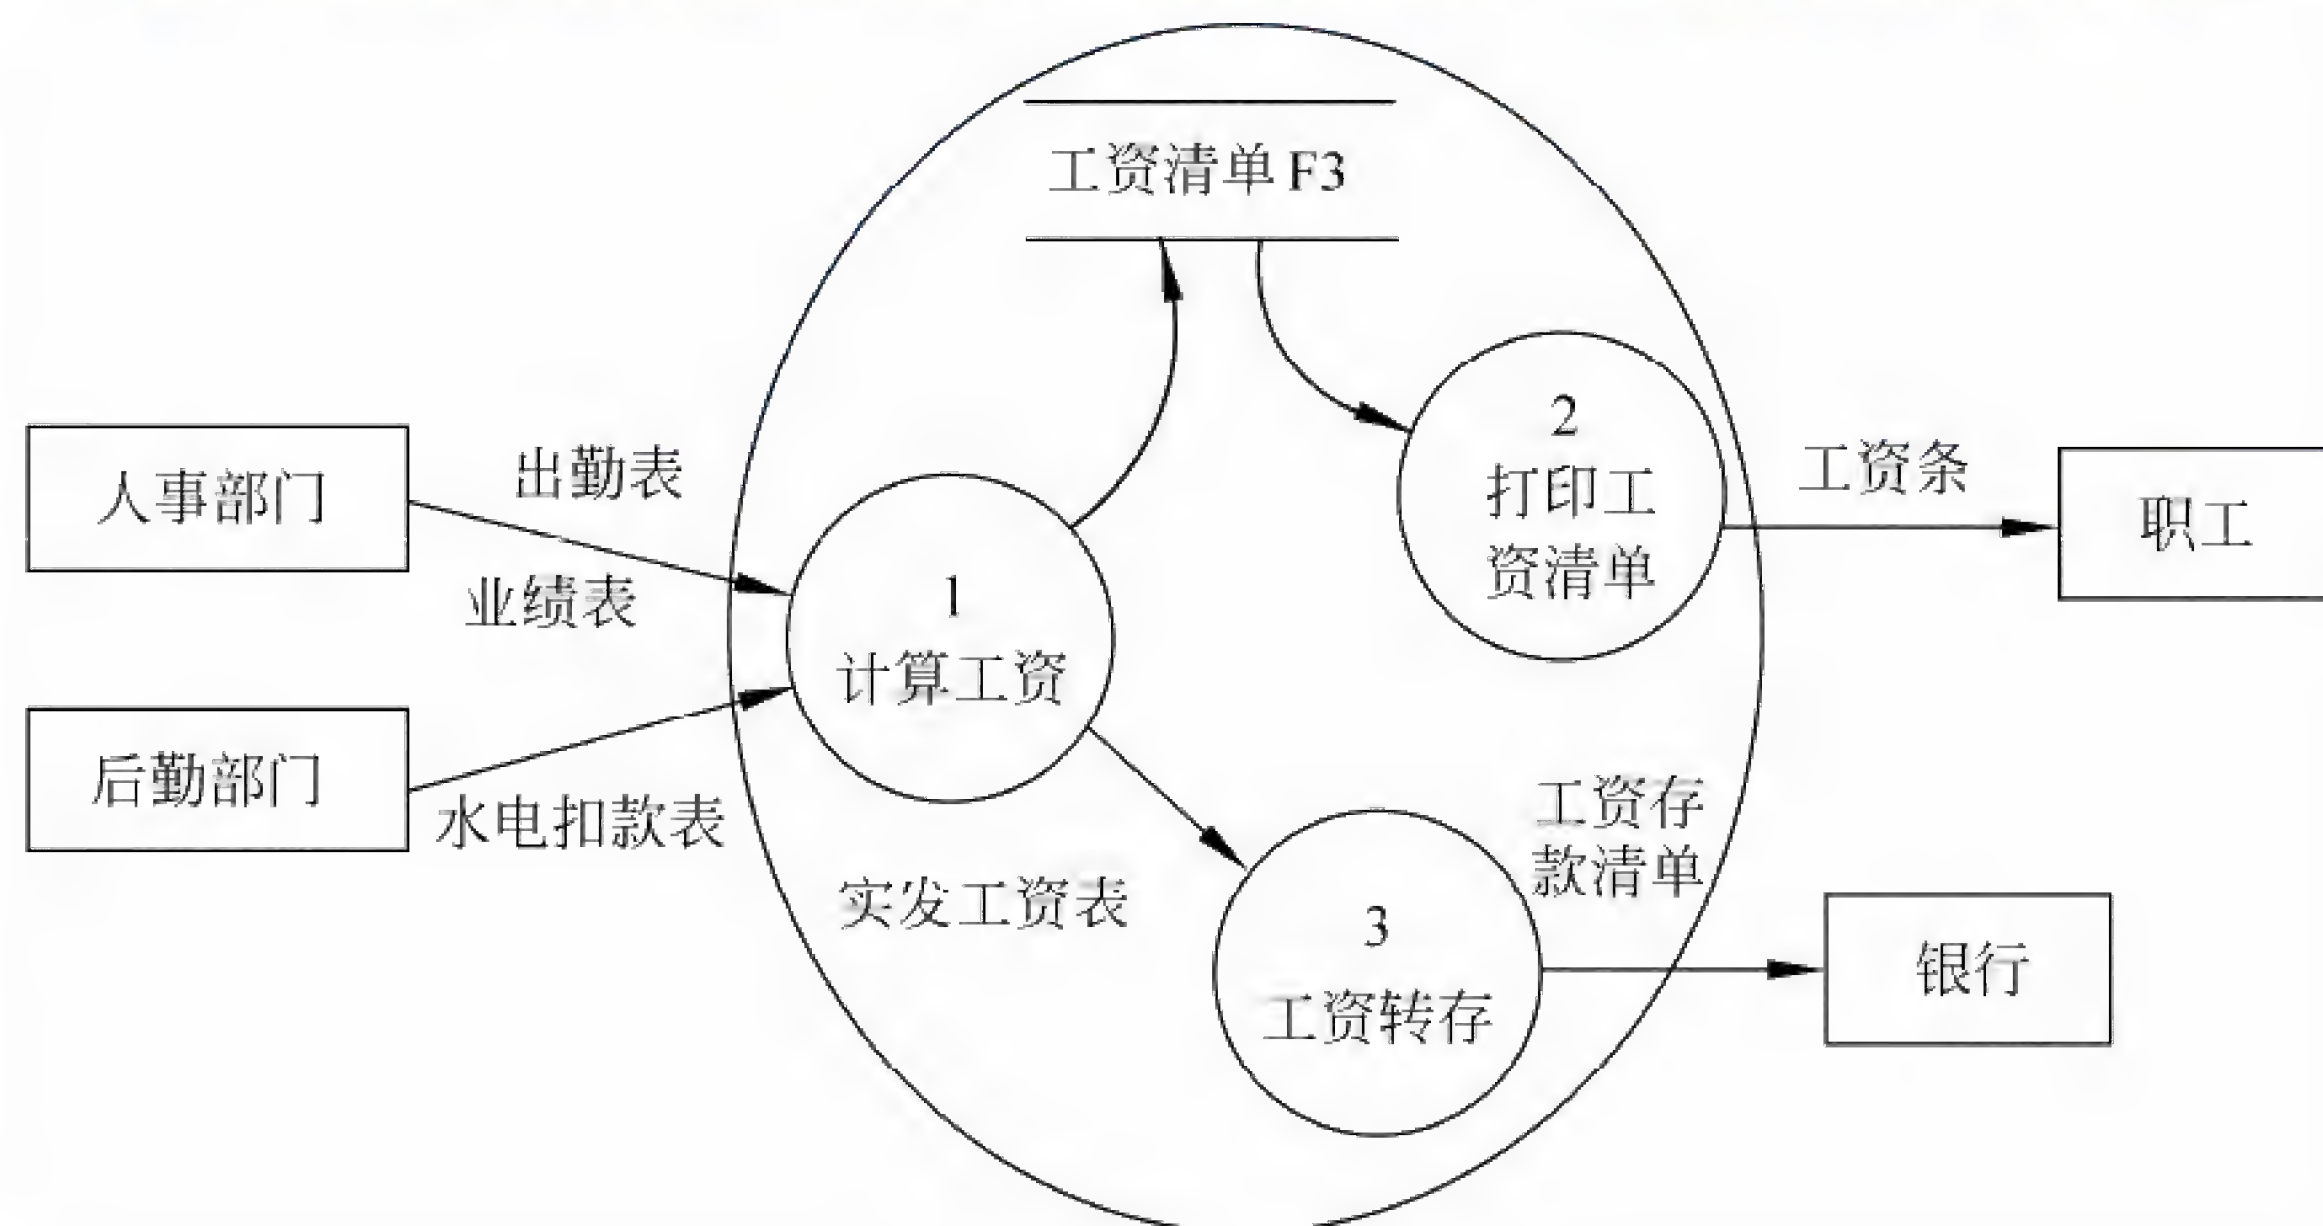 工资清单 F3
人事部门
出勤表
业绩表
后勤部门
水电扣款表
1
计算工资
实发工资表
2
打印工
资清单
工资条
职工
3
工资转存
工资存
款清单
银行